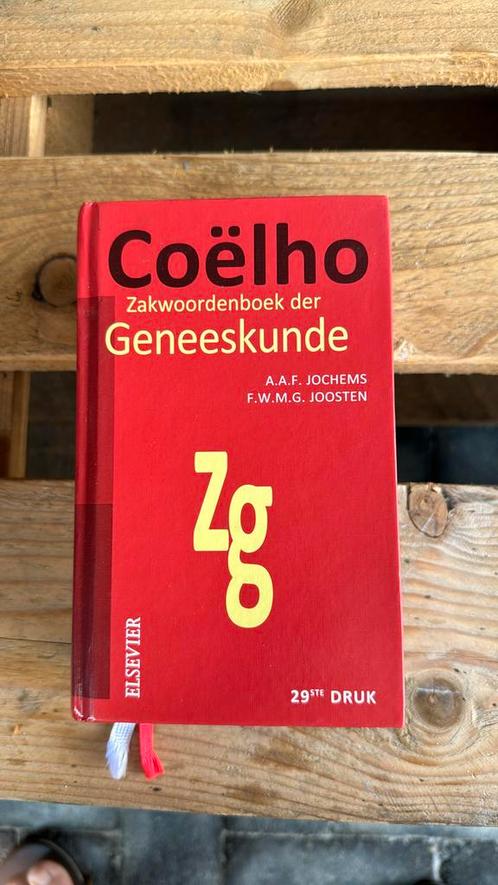 Coëlho
Zakwoordenboek der
Geneeskunde
A.A.F. JOCHEMS
F.W.M.G. JOOSTEN
Zg
ELSEVIER
29STE DRUK